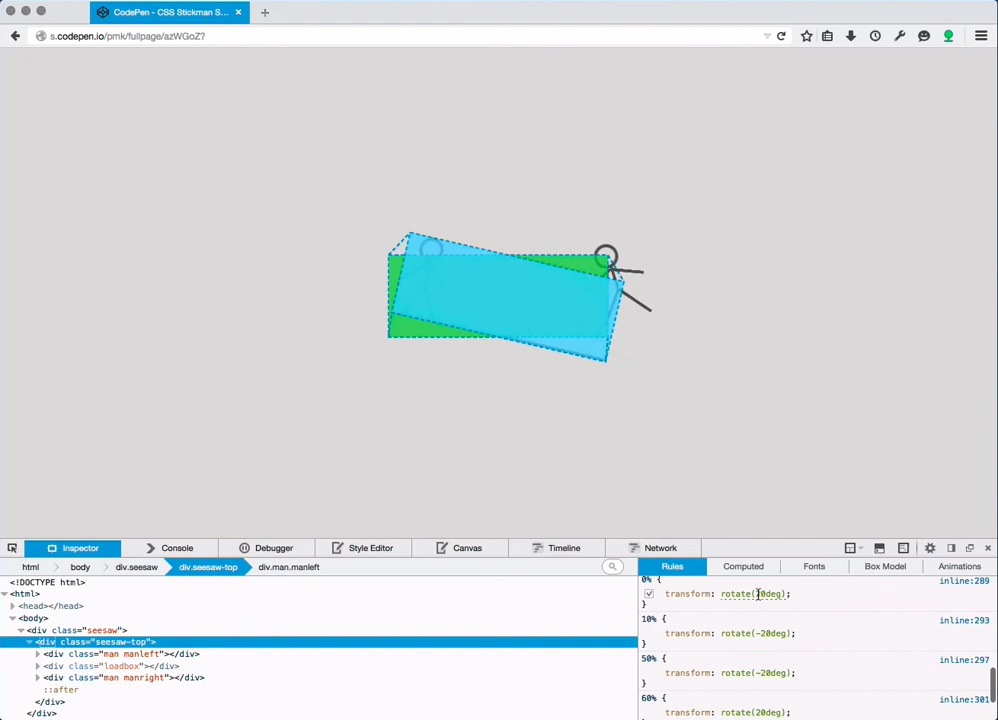 CodePen - CSS Stickman S...
s.codepen.io/pmk/fullpage/azWGoZ?
Inspector Console Debugger Style Editor Canvas Timeline Network
html body div.seesaw div.seesaw-top div.man.manleft
Rules Computed Fonts Box Model Animations
<!DOCTYPE html>
<html>
<head></head>
<body>
<div class="seesaw">
<div class="seesaw-top">
<div class="man manleft"></div>
<div class="loadbox"></div>
<div class="man manright"></div>
::after
</div>
</div>
0% { inline:289
transform: rotate(20deg);
}
10% { inline:293
transform: rotate(-20deg);
}
50% { inline:297
transform: rotate(-20deg);
}
60% { inline:301
transform: rotate(20deg);